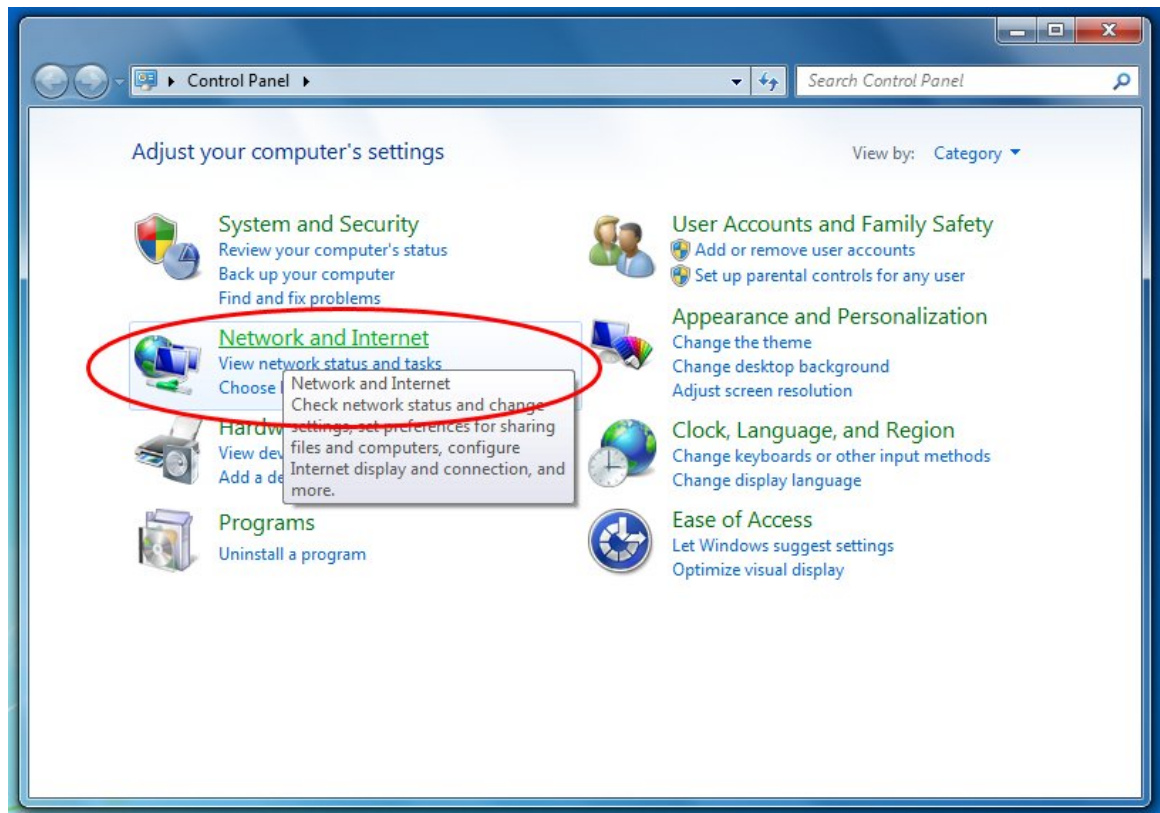 Control Panel
Search Control Panel
Adjust your computer's settings
View by: Category
System and Security
Review your computer's status
Back up your computer
Find and fix problems
Network and Internet
View network status and tasks
Choose
Network and Internet
Check network status and change
settings, set preferences for sharing
files and computers, configure
Internet display and connection, and
more.
View
Add a
Programs
Uninstall a program
User Accounts and Family Safety
Add or remove user accounts
Set up parental controls for any user
Appearance and Personalization
Change the theme
Change desktop background
Adjust screen resolution
Clock, Language, and Region
Change keyboards or other input methods
Change display language
Ease of Access
Let Windows suggest settings
Optimize visual display